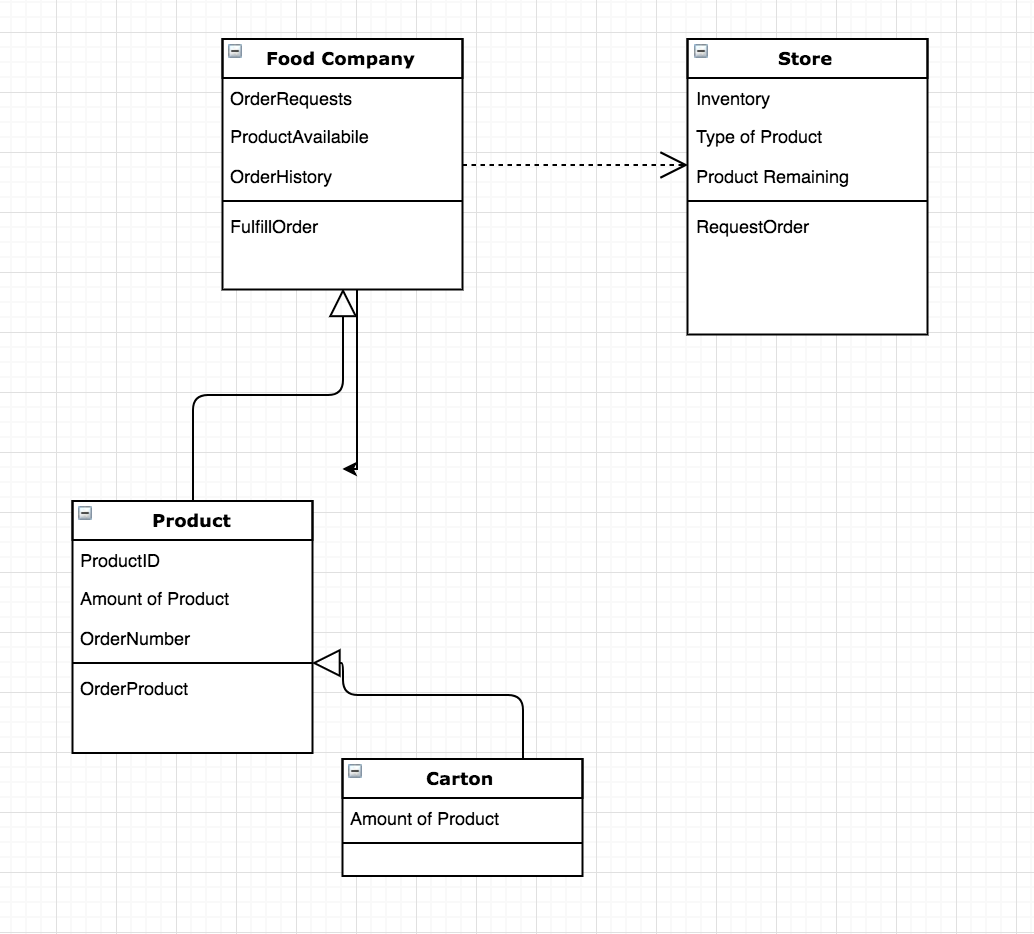 Food Company
OrderRequests
ProductAvailabile
OrderHistory
FulfillOrder
Store
Inventory
Type of Product
Product Remaining
RequestOrder
Product
ProductID
Amount of Product
OrderNumber
OrderProduct
Carton
Amount of Product